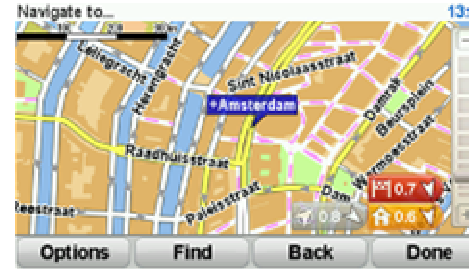 Navigate to...
13:
Leliegracht
Herengracht
Sint Nicolaasstraat
+Amsterdam
Damrak
Beursplein
Raadhuisstraat
Warmoesstraat
Paleisstraat
Dam
Reestraat
0.7
0.8
0.6
Options
Find
Back
Done